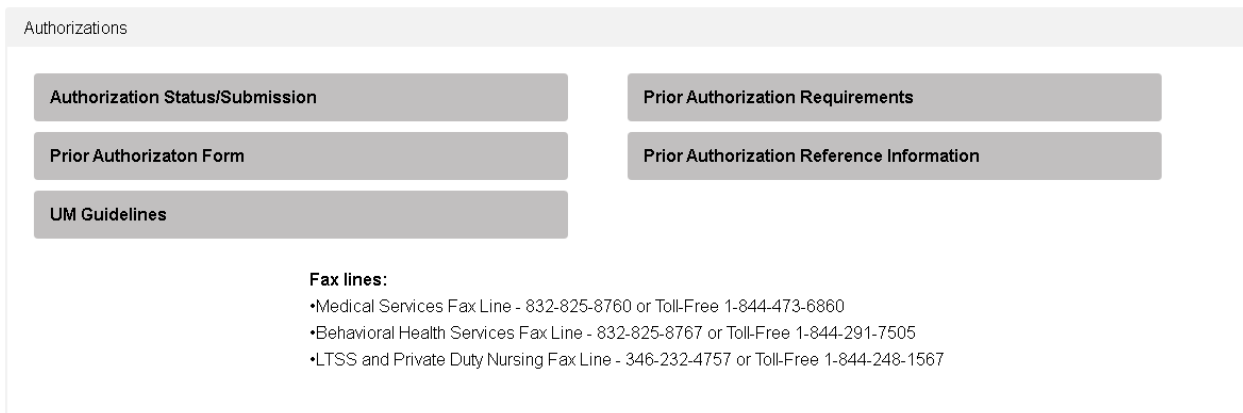 Authorizations
Authorization Status/Submission
Prior Authorization Requirements
Prior Authorizaton Form
Prior Authorization Reference Information
UM Guidelines
Fax lines:
•Medical Services Fax Line - 832-825-8760 or Toll-Free 1-844-473-6860
•Behavioral Health Services Fax Line - 832-825-8767 or Toll-Free 1-844-291-7505
•LTSS and Private Duty Nursing Fax Line - 346-232-4757 or Toll-Free 1-844-248-1567